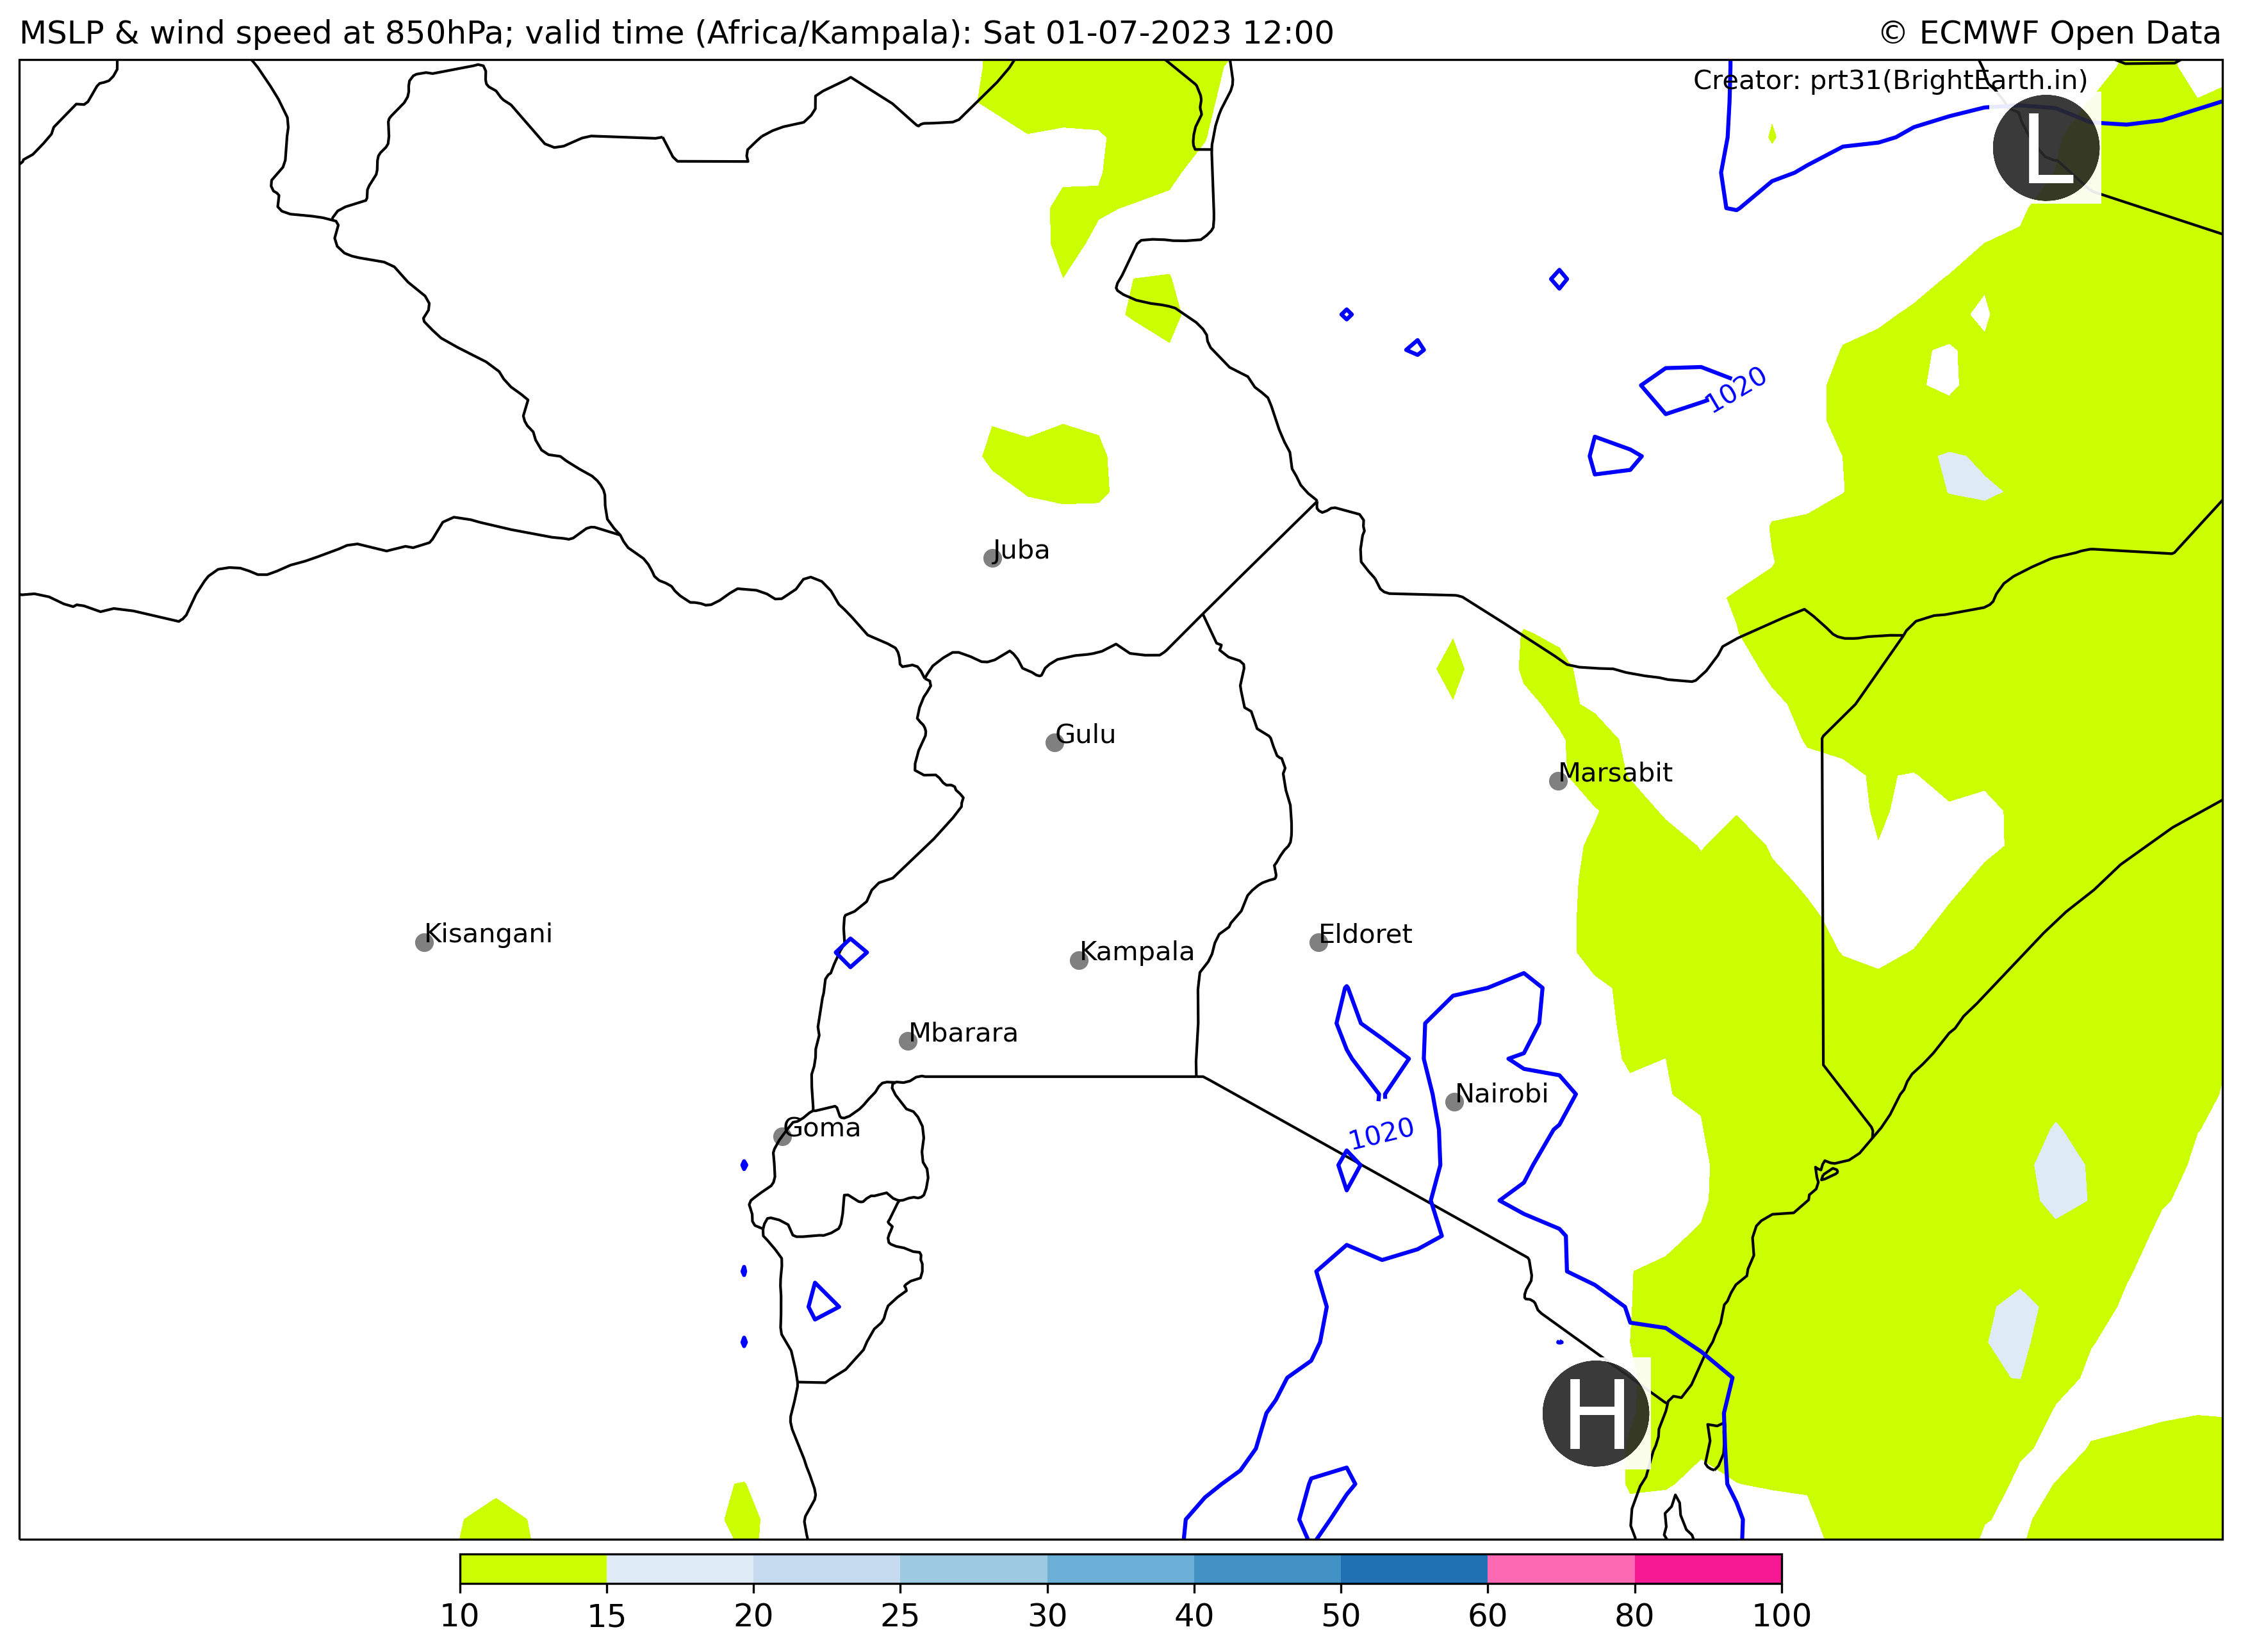 MSLP & wind speed at 850hPa; valid time (Africa/Kampala): Sat 01-07-2023 12:00
© ECMWF Open Data
Creator: prt31(BrightEarth.in)
L
1020
Juba
Gulu
Marsabit
Kisangani
Eldoret
Kampala
Mbarara
Nairobi
Goma
1020
H
10 15 20 25 30 40 50 60 80 100